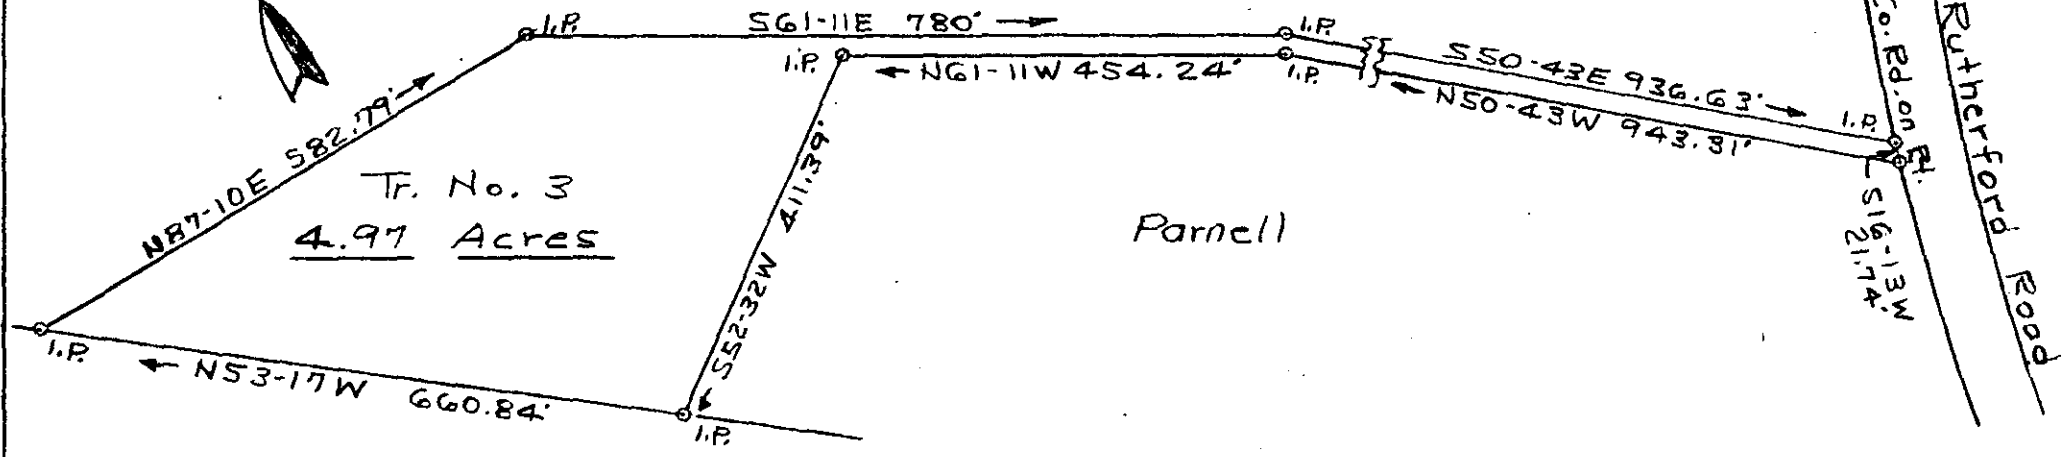 I.P.
S61-11E 780'
I.P.
I.P.
N61-11W 454.24'
I.P.
S50-43E 936.63'
N50-43W 943.31'
I.P.
Co. Rd. on
Rutherford Road
N87-10E 582.79'
Tr. No. 3
4.97 Acres
S52-32W 411.39'
Parnell
S16-13W
21.74'
I.P.
N53-17W 660.84'
I.P.